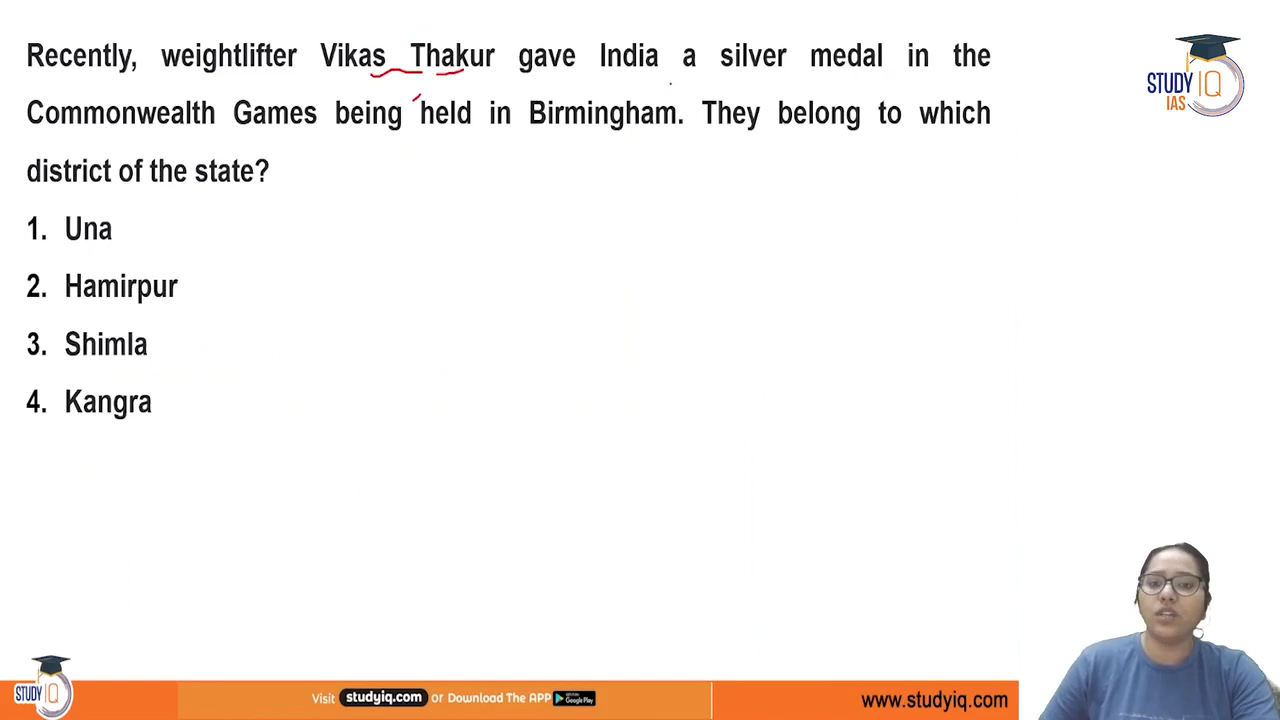 Recently, weightlifter Vikas Thakur gave India a silver medal in the
Commonwealth Games being held in Birmingham. They belong to which
district of the state?
1. Una
2. Hamirpur
3. Shimla
4. Kangra
STUDY IQ
IAS
STUDY IQ
Visit studyiq.com or Download The APP Google Play
www.studyiq.com